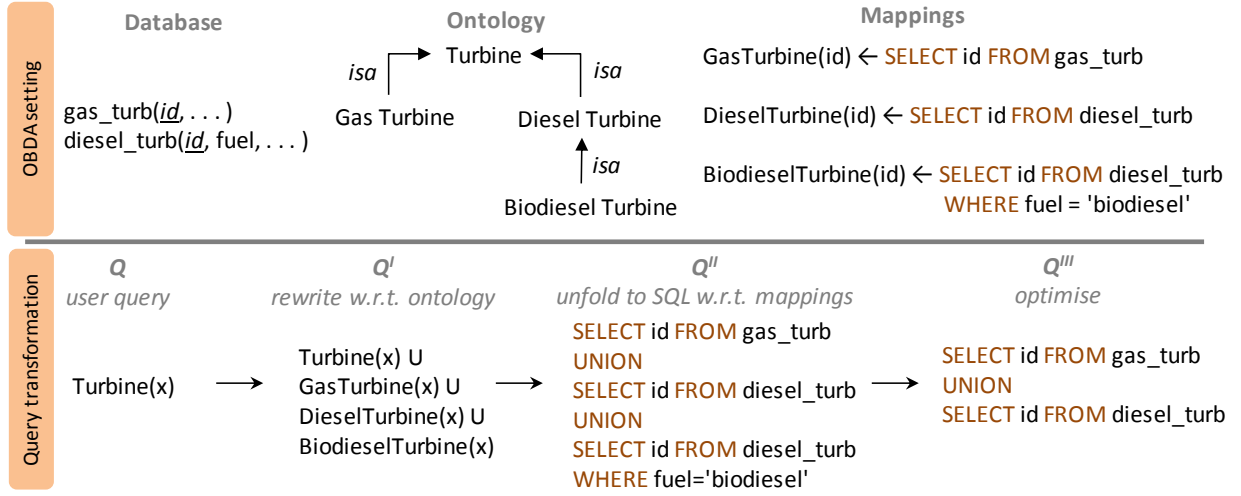 OBDA setting
Database
gas_turb(id, . . . )
diesel_turb(id, fuel, . . . )
Ontology
Turbine
isa
isa
Gas Turbine
Diesel Turbine
isa
Biodiesel Turbine
Mappings
GasTurbine(id) ← SELECT id FROM gas_turb
DieselTurbine(id) ← SELECT id FROM diesel_turb
BiodieselTurbine(id) ← SELECT id FROM diesel_turb
WHERE fuel = 'biodiesel'
Query transformation
Q
user query
Turbine(x)
Q^I
rewrite w.r.t. ontology
Turbine(x) U
GasTurbine(x) U
DieselTurbine(x) U
BiodieselTurbine(x)
Q^II
unfold to SQL w.r.t. mappings
SELECT id FROM gas_turb
UNION
SELECT id FROM diesel_turb
UNION
SELECT id FROM diesel_turb
WHERE fuel='biodiesel'
Q^III
optimise
SELECT id FROM gas_turb
UNION
SELECT id FROM diesel_turb